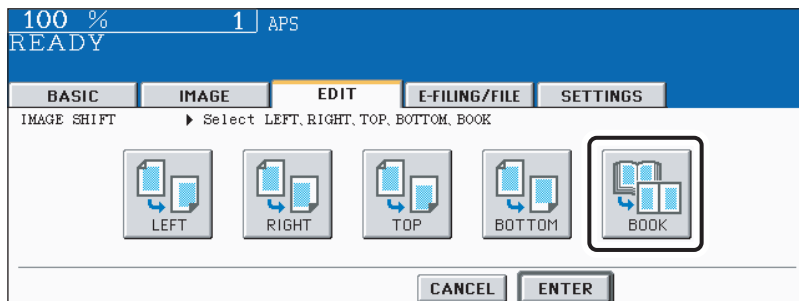 100 % 1 APS
READY
BASIC IMAGE EDIT E-FILING/FILE SETTINGS
IMAGE SHIFT Select LEFT, RIGHT, TOP, BOTTOM, BOOK
LEFT RIGHT TOP BOTTOM BOOK
CANCEL ENTER